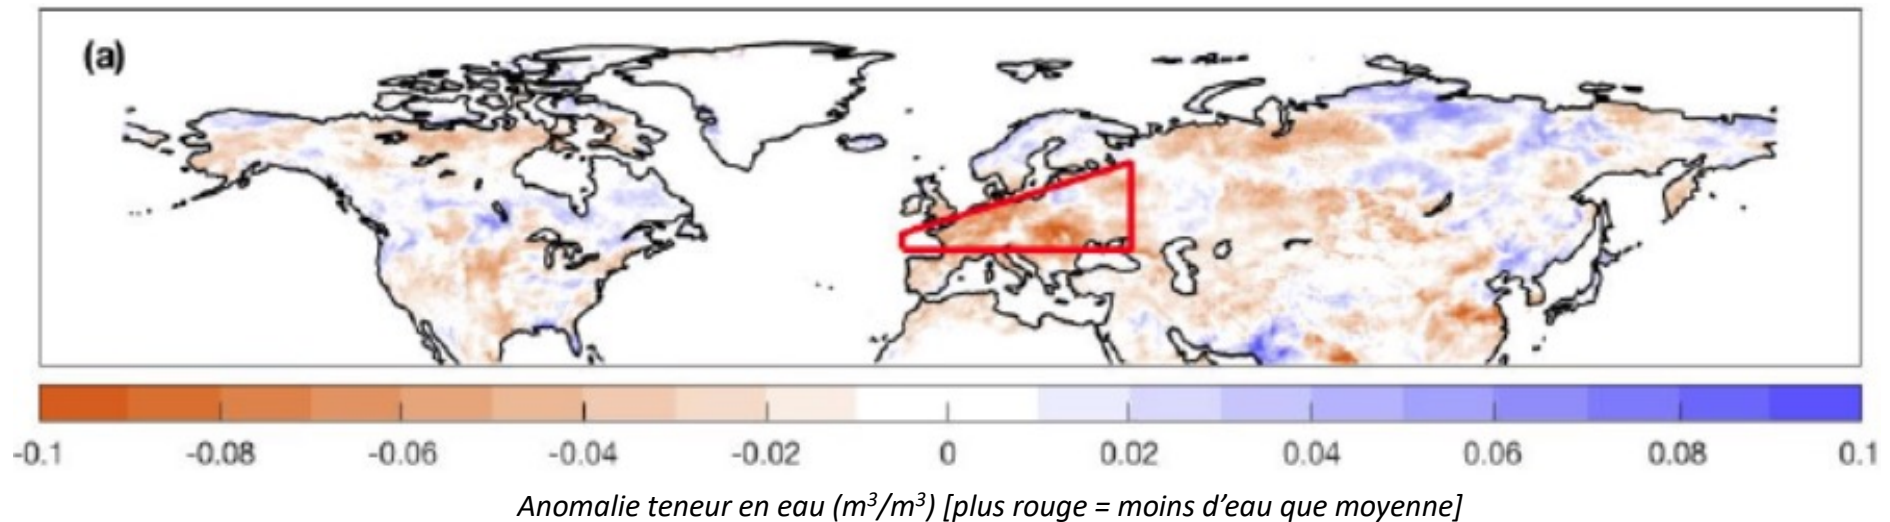 (a)
-0.1 -0.08 -0.06 -0.04 -0.02 0 0.02 0.04 0.06 0.08 0.1
Anomalie teneur en eau (m³/m³) [plus rouge = moins d’eau que moyenne]